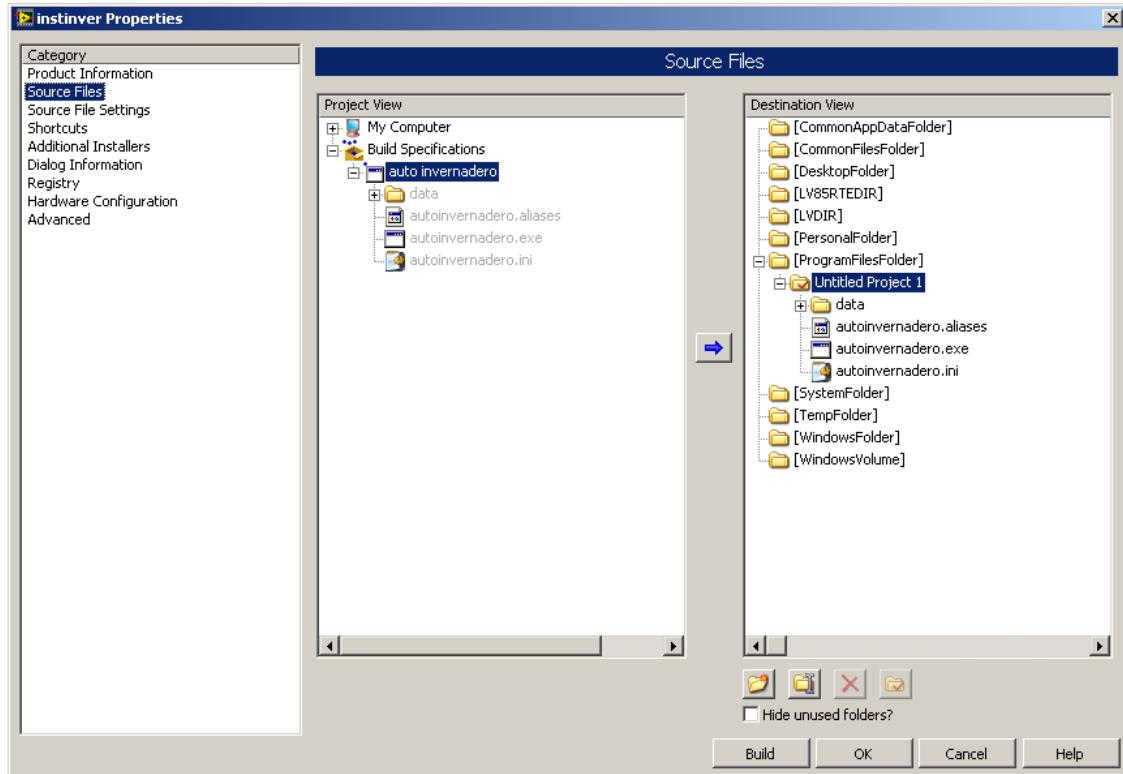 instinver Properties
Category
Product Information
Source Files
Source File Settings
Shortcuts
Additional Installers
Dialog Information
Registry
Hardware Configuration
Advanced
Source Files
Project View
My Computer
Build Specifications
auto invernadero
data
autoinvernadero.aliases
autoinvernadero.exe
autoinvernadero.ini
Destination View
[CommonAppDataFolder]
[CommonFilesFolder]
[DesktopFolder]
[LV85RTEDIR]
[LVDIR]
[PersonalFolder]
[ProgramFilesFolder]
Untitled Project 1
data
autoinvernadero.aliases
autoinvernadero.exe
autoinvernadero.ini
[SystemFolder]
[TempFolder]
[WindowsFolder]
[WindowsVolume]
Hide unused folders?
Build
OK
Cancel
Help